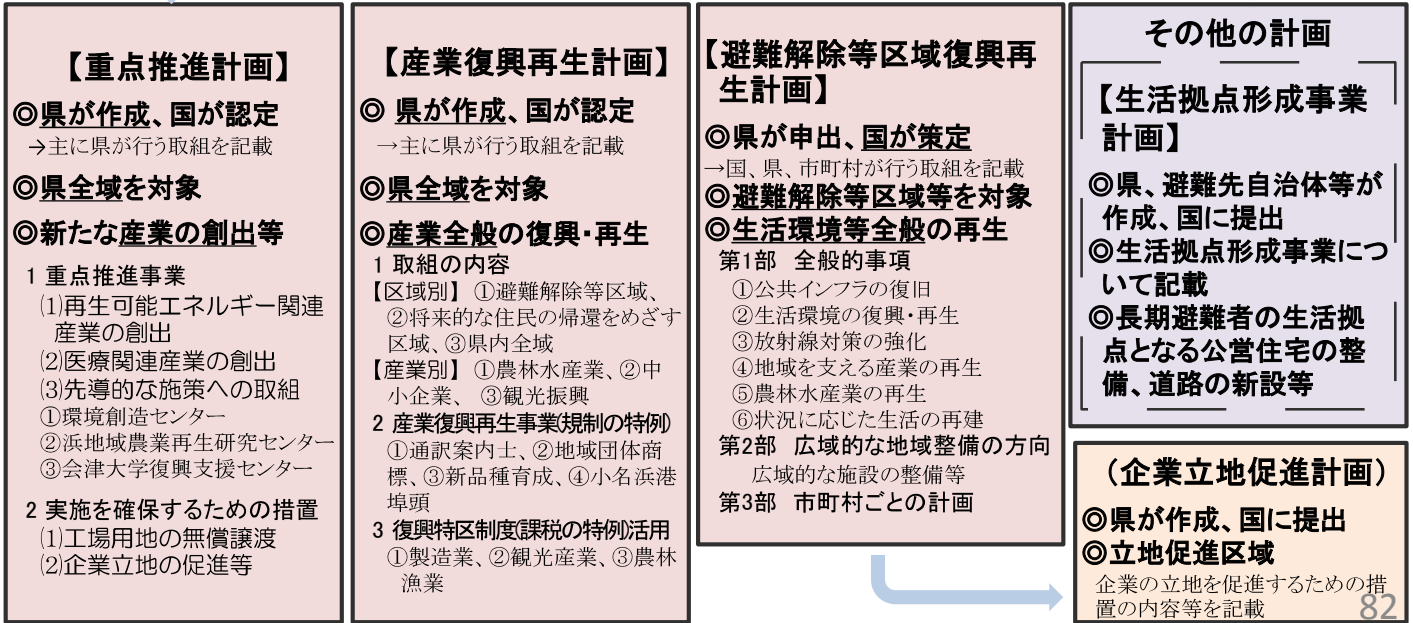 【重点推進計画】
◎県が作成、国が認定
→主に県が行う取組を記載
◎県全域を対象
◎新たな産業の創出等
1 重点推進事業
⑴再生可能エネルギー関連
産業の創出
⑵医療関連産業の創出
⑶先導的な施策への取組
①環境創造センター
②浜地域農業再生研究センター
③会津大学復興支援センター
2 実施を確保するための措置
⑴工場用地の無償譲渡
⑵企業立地の促進等
【産業復興再生計画】
◎ 県が作成、国が認定
→主に県が行う取組を記載
◎県全域を対象
◎産業全般の復興・再生
1 取組の内容
【区域別】 ①避難解除等区域、
②将来的な住民の帰還をめざす
区域、③県内全域
【産業別】 ①農林水産業、②中
小企業、 ③観光振興
2 産業復興再生事業(規制の特例)
①通訳案内士、②地域団体商
標、③新品種育成、④小名浜港
埠頭
3 復興特区制度(課税の特例)活用
①製造業、②観光産業、③農林
漁業
【避難解除等区域復興再
生計画】
◎県が申出、国が策定
→国、県、市町村が行う取組を記載
◎避難解除等区域等を対象
◎生活環境等全般の再生
第1部 全般的事項
①公共インフラの復旧
②生活環境の復興・再生
③放射線対策の強化
④地域を支える産業の再生
⑤農林水産業の再生
⑥状況に応じた生活の再建
第2部 広域的な地域整備の方向
広域的な施設の整備等
第3部 市町村ごとの計画
その他の計画
【生活拠点形成事業
計画】
◎県、避難先自治体等が
作成、国に提出
◎生活拠点形成事業につ
いて記載
◎長期避難者の生活拠
点となる公営住宅の整
備、道路の新設等
（企業立地促進計画）
◎県が作成、国に提出
◎立地促進区域
企業の立地を促進するための措
置の内容等を記載
82